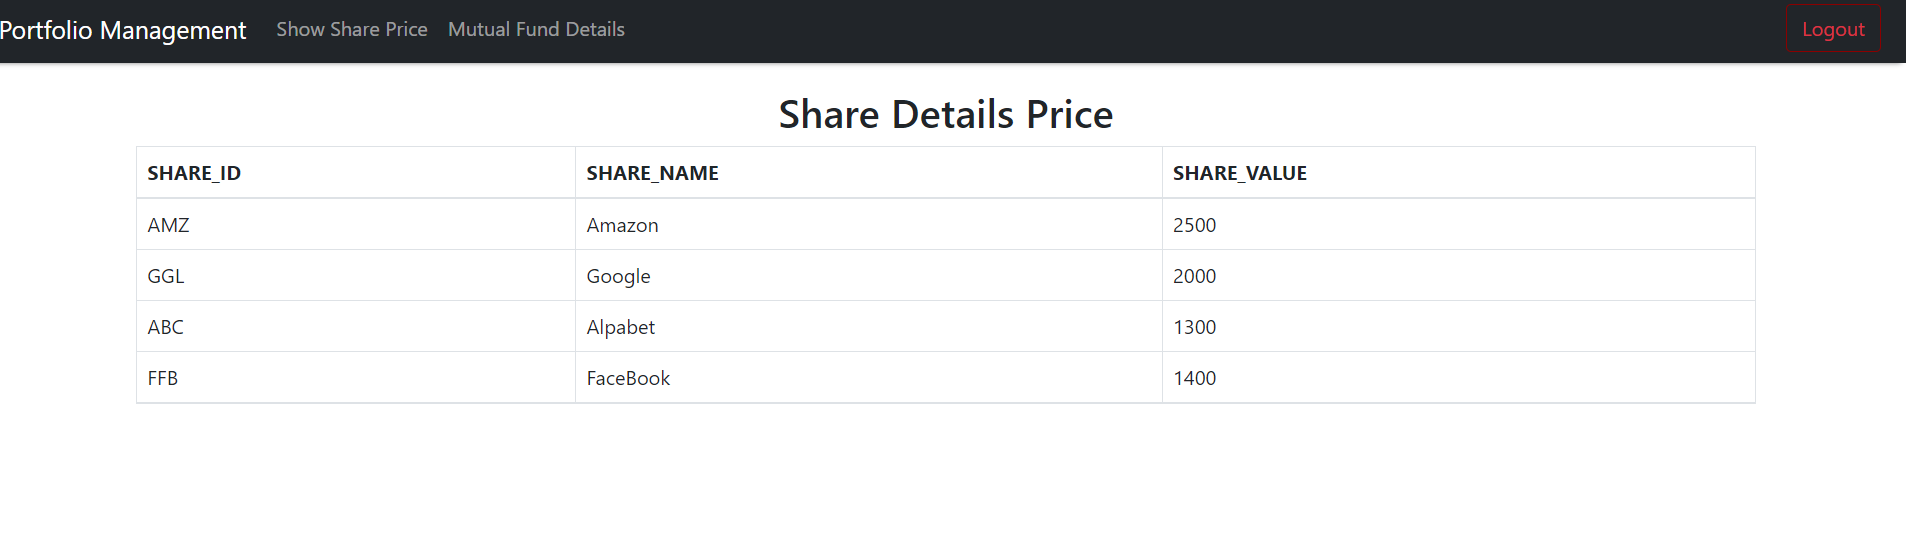 Portfolio Management Show Share Price Mutual Fund Details Logout
Share Details Price
SHARE_ID SHARE_NAME SHARE_VALUE
AMZ Amazon 2500
GGL Google 2000
ABC Alpabet 1300
FFB FaceBook 1400